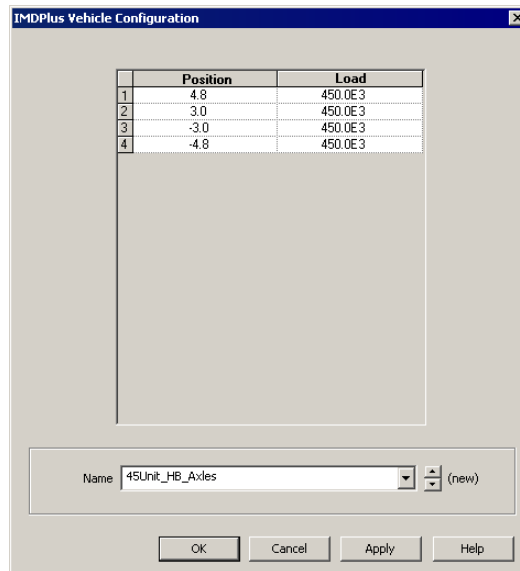 IMDPlus Vehicle Configuration
Position Load
1 4.8 450.0E3
2 3.0 450.0E3
3 -3.0 450.0E3
4 -4.8 450.0E3
Name 45Unit_HB_Axles (new)
OK Cancel Apply Help